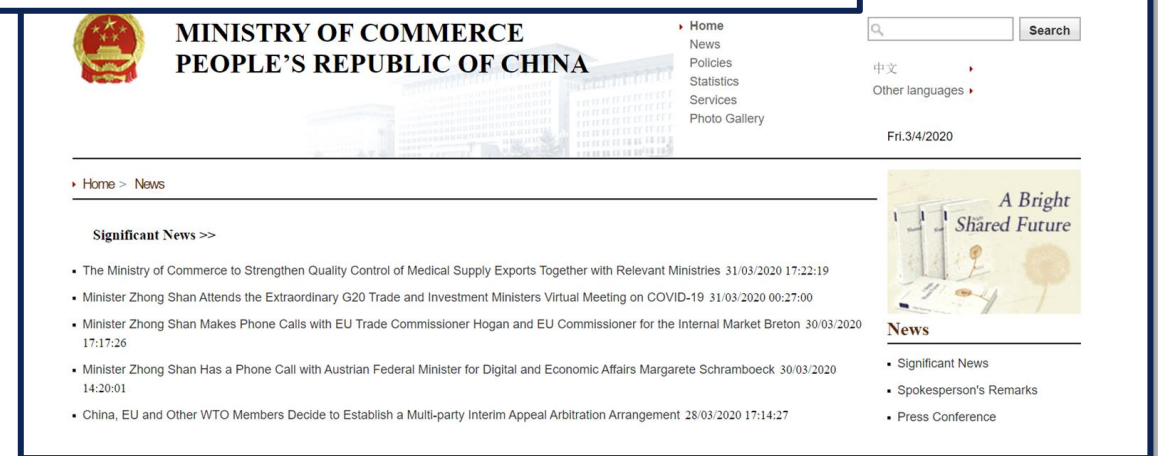 MINISTRY OF COMMERCE
PEOPLE'S REPUBLIC OF CHINA
Home
News
Policies
Statistics
Services
Photo Gallery
Search
中文
Other languages
Fri.3/4/2020
Home > News
Significant News >>
The Ministry of Commerce to Strengthen Quality Control of Medical Supply Exports Together with Relevant Ministries 31/03/2020 17:22:19
Minister Zhong Shan Attends the Extraordinary G20 Trade and Investment Ministers Virtual Meeting on COVID-19 31/03/2020 00:27:00
Minister Zhong Shan Makes Phone Calls with EU Trade Commissioner Hogan and EU Commissioner for the Internal Market Breton 30/03/2020
17:17:26
Minister Zhong Shan Has a Phone Call with Austrian Federal Minister for Digital and Economic Affairs Margarete Schramboeck 30/03/2020
14:20:01
China, EU and Other WTO Members Decide to Establish a Multi-party Interim Appeal Arbitration Arrangement 28/03/2020 17:14:27
A Bright
Shared Future
News
Significant News
Spokesperson's Remarks
Press Conference